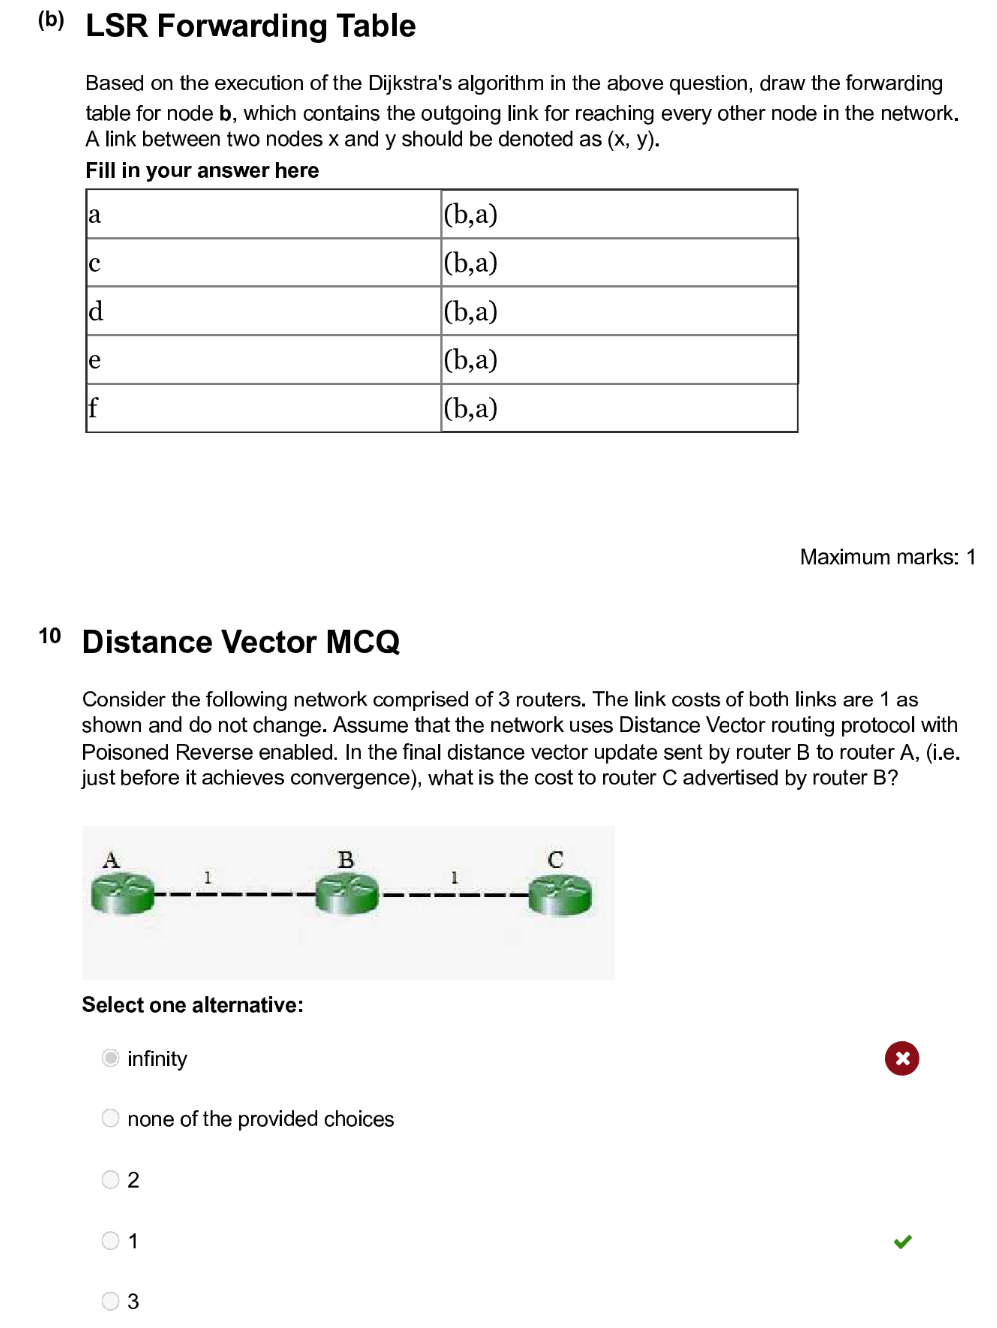 (b) LSR Forwarding Table
Based on the execution of the Dijkstra's algorithm in the above question, draw the forwarding
table for node b, which contains the outgoing link for reaching every other node in the network.
A link between two nodes x and y should be denoted as (x, y).
Fill in your answer here
a (b,a)
c (b,a)
d (b,a)
e (b,a)
f (b,a)
Maximum marks: 1
10 Distance Vector MCQ
Consider the following network comprised of 3 routers. The link costs of both links are 1 as
shown and do not change. Assume that the network uses Distance Vector routing protocol with
Poisoned Reverse enabled. In the final distance vector update sent by router B to router A, (i.e.
just before it achieves convergence), what is the cost to router C advertised by router B?
A B C
1 1
Select one alternative:
infinity
none of the provided choices
2
1
3